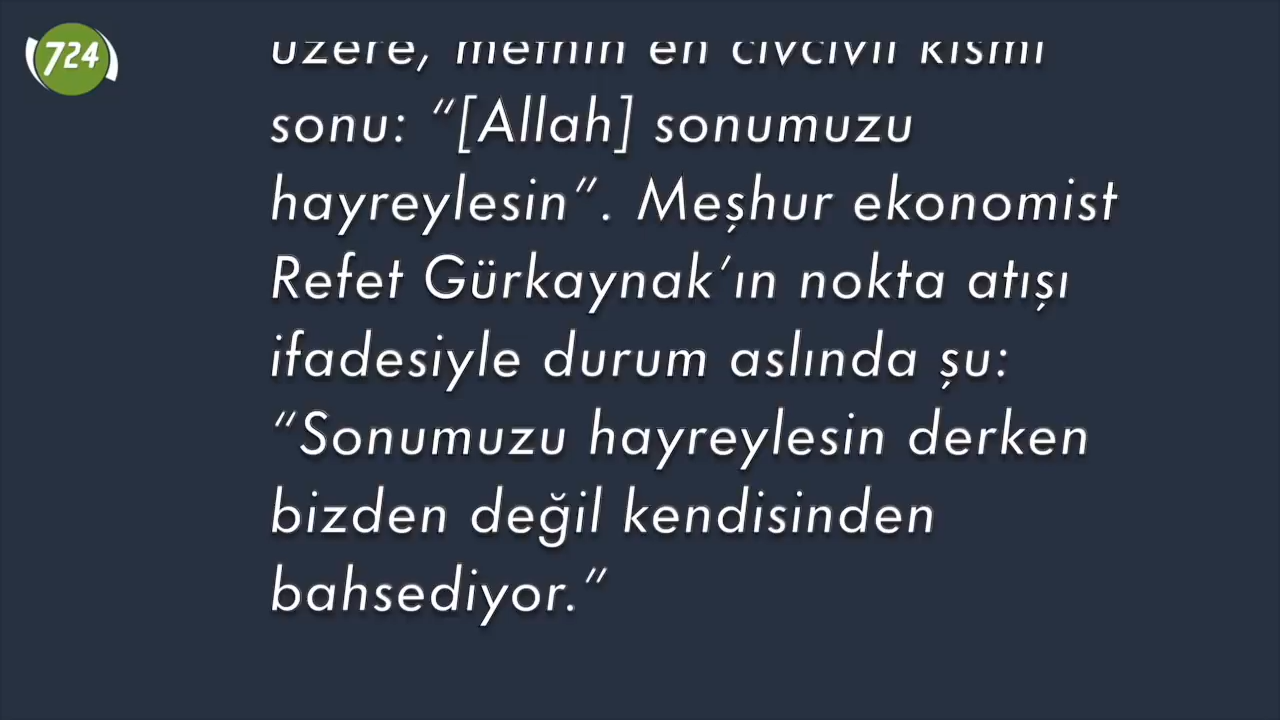 724
üzere, metnin en civcivli kısmı
sonu: “[Allah] sonumuzu
hayreylesin”. Meşhur ekonomist
Refet Gürkaynak’ın nokta atışı
ifadesiyle durum aslında şu:
“Sonumuzu hayreylesin derken
bizden değil kendisinden
bahsediyor.”